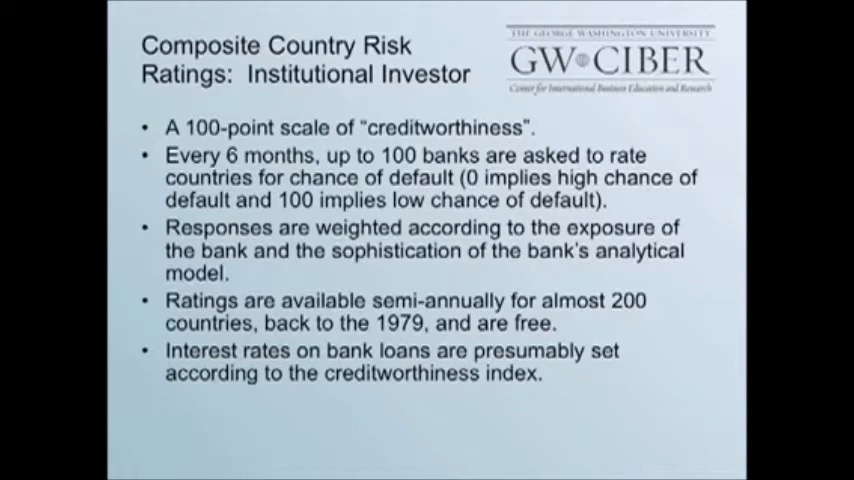 Composite Country Risk
Ratings: Institutional Investor
THE GEORGE WASHINGTON UNIVERSITY
GW CIBER
Center for International Business Education and Research
• A 100-point scale of "creditworthiness".
• Every 6 months, up to 100 banks are asked to rate
countries for chance of default (0 implies high chance of
default and 100 implies low chance of default).
• Responses are weighted according to the exposure of
the bank and the sophistication of the bank's analytical
model.
• Ratings are available semi-annually for almost 200
countries, back to the 1979, and are free.
• Interest rates on bank loans are presumably set
according to the creditworthiness index.